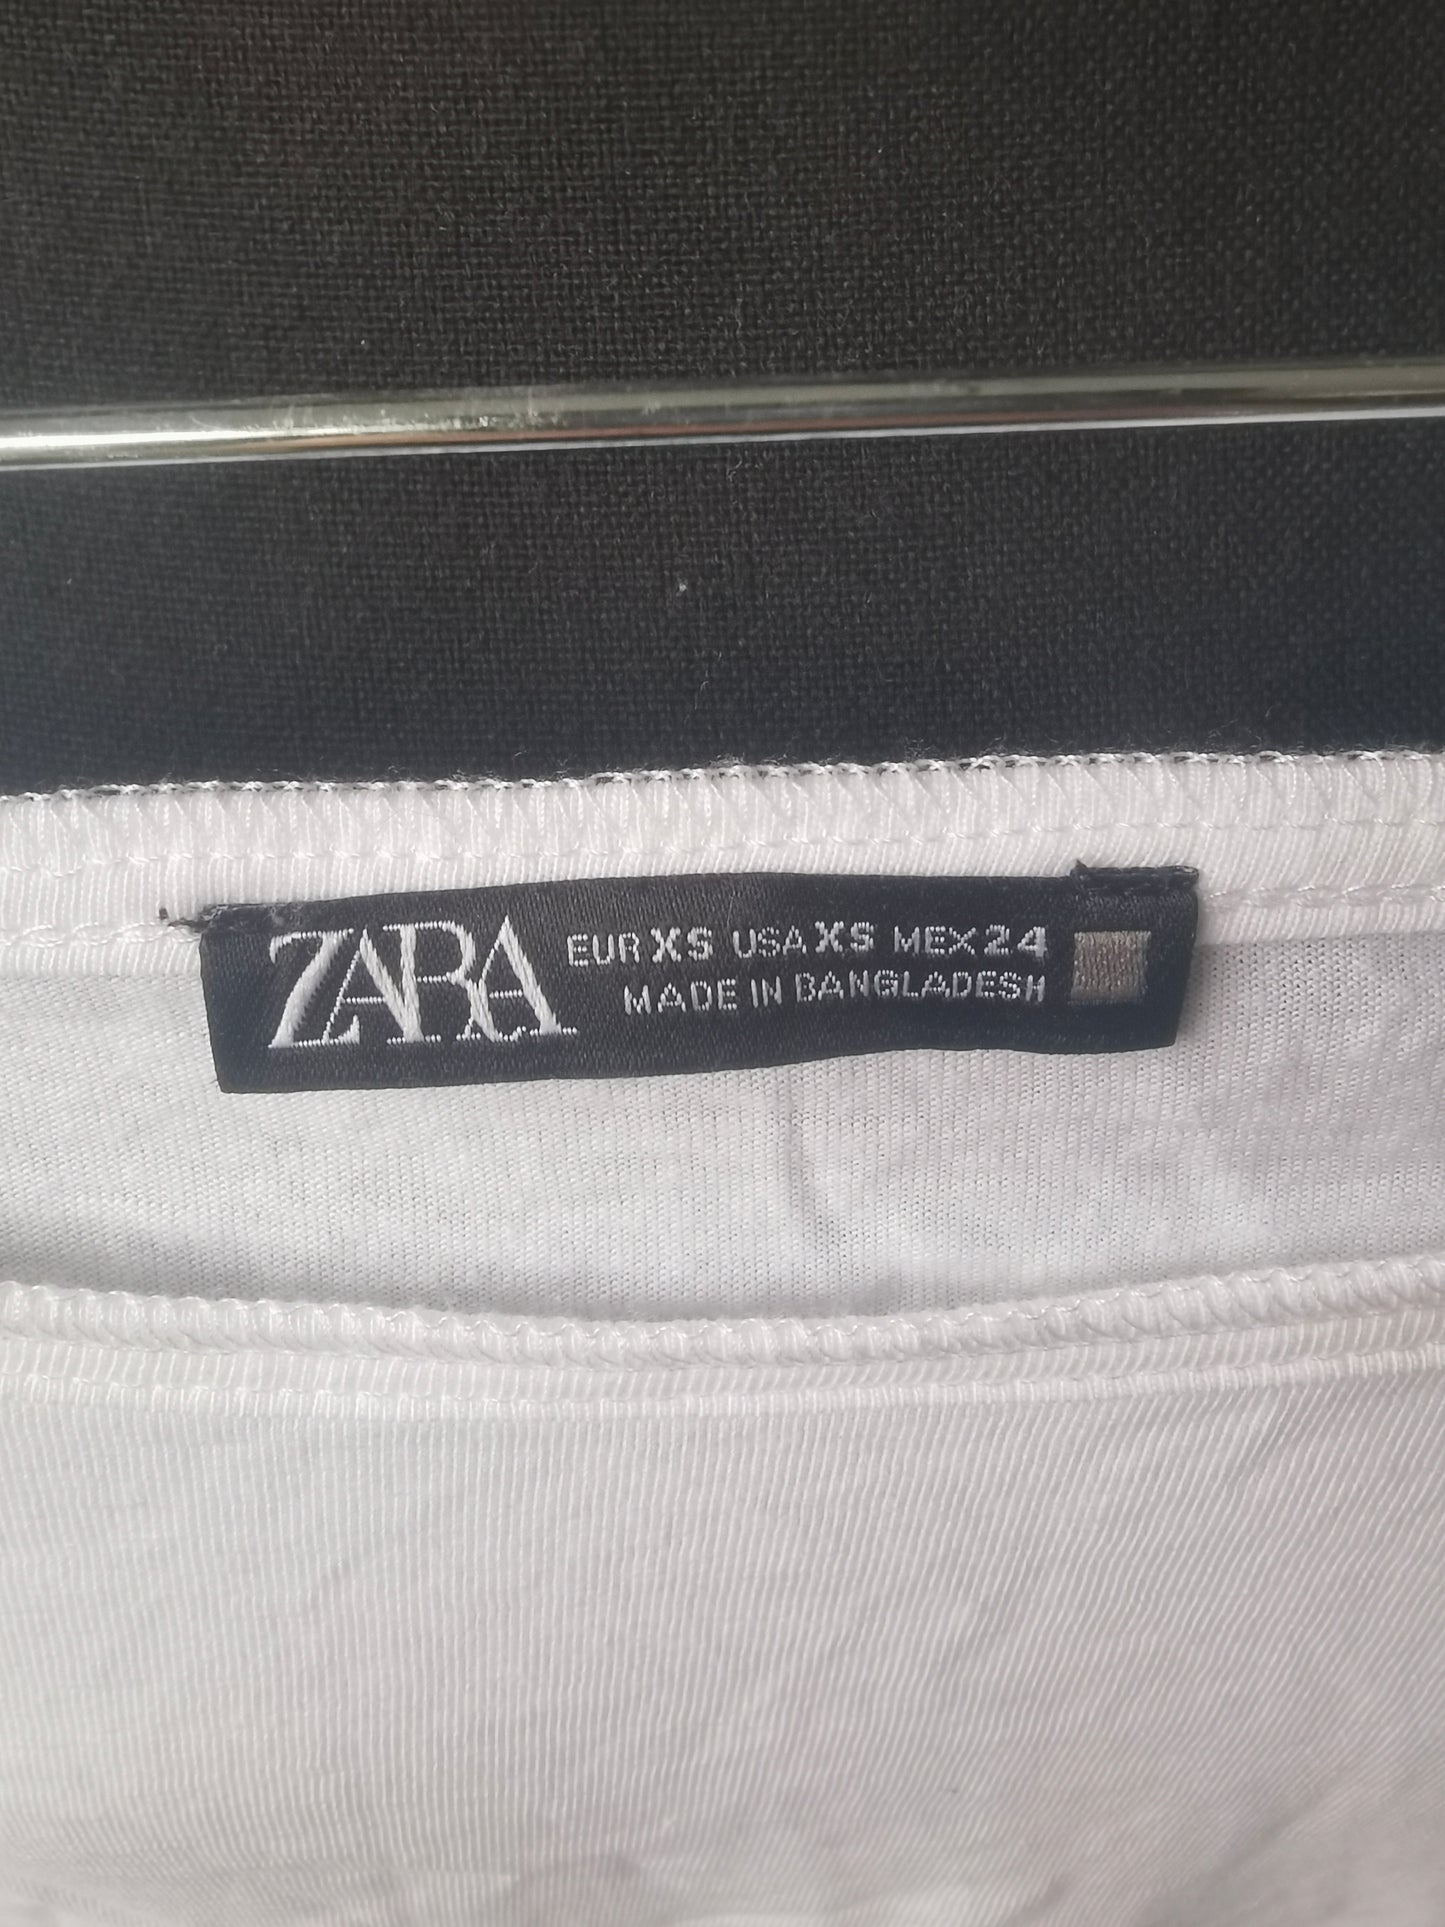 ZARA
EUR XS USA XS MEX 24
MADE IN BANGLADESH